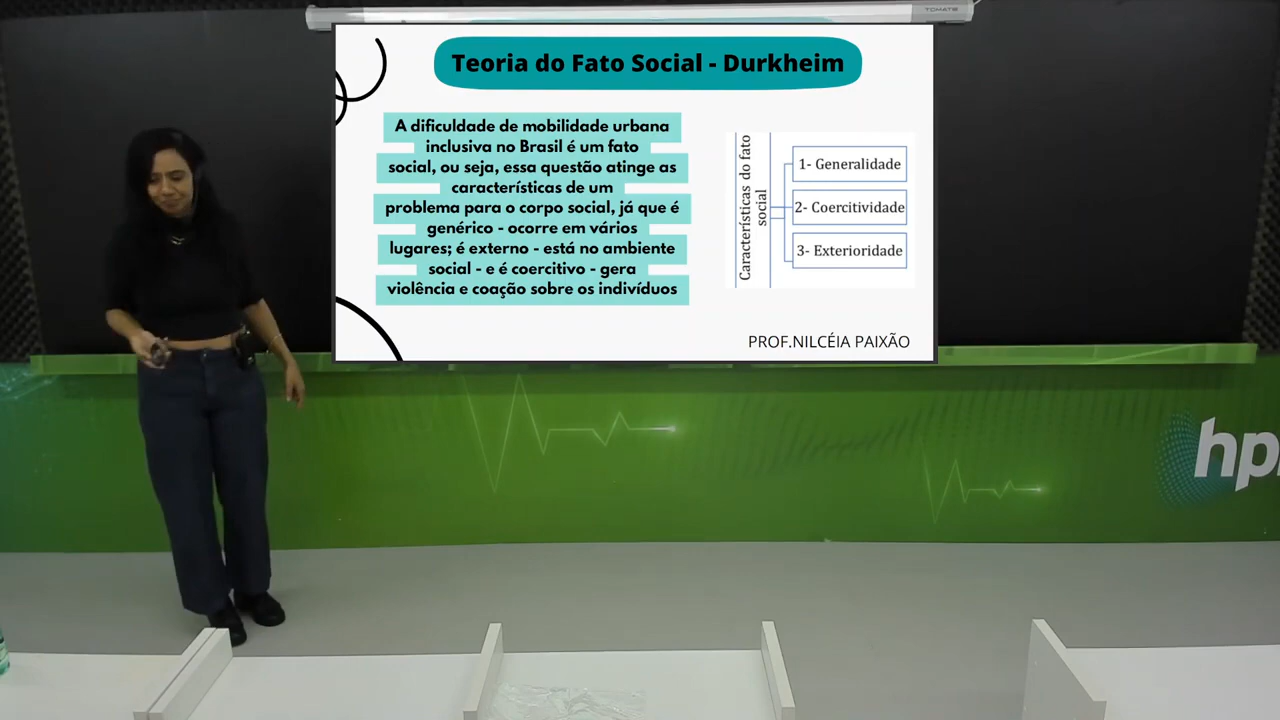 TOMATE
Teoria do Fato Social - Durkheim
A dificuldade de mobilidade urbana
inclusiva no Brasil é um fato
social, ou seja, essa questão atinge as
características de um
problema para o corpo social, já que é
genérico - ocorre em vários
lugares; é externo - está no ambiente
social - e é coercitivo - gera
violência e coação sobre os indivíduos
Características do fato
social
1- Generalidade
2- Coercitividade
3- Exterioridade
PROF.NILCÉIA PAIXÃO